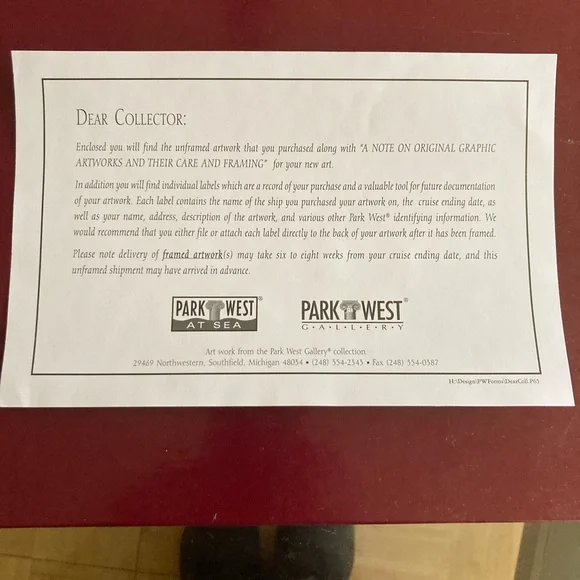 DEAR COLLECTOR:
Enclosed you will find the unframed artwork that you purchased along with "A NOTE ON ORIGINAL GRAPHIC
ARTWORKS AND THEIR CARE AND FRAMING" for your new art.
In addition you will find individual labels which are a record of your purchase and a valuable tool for future documentation
of your artwork. Each label contains the name of the ship you purchased your artwork on, the cruise ending date, as
well as your name, address, description of the artwork, and various other Park West® identifying information. We
would recommend that you either file or attach each label directly to the back of your artwork after it has been framed.
Please note delivery of framed artwork(s) may take six to eight weeks from your cruise ending date, and this
unframed shipment may have arrived in advance.
PARK WEST®
AT SEA
PARK WEST®
G•A•L•L•E•R•Y
Art work from the Park West Gallery® collection.
29469 Northwestern, Southfield, Michigan 48034 • (248) 354-2343 • Fax (248) 354-0387
H:\Design\PWForms\DearColl.P65